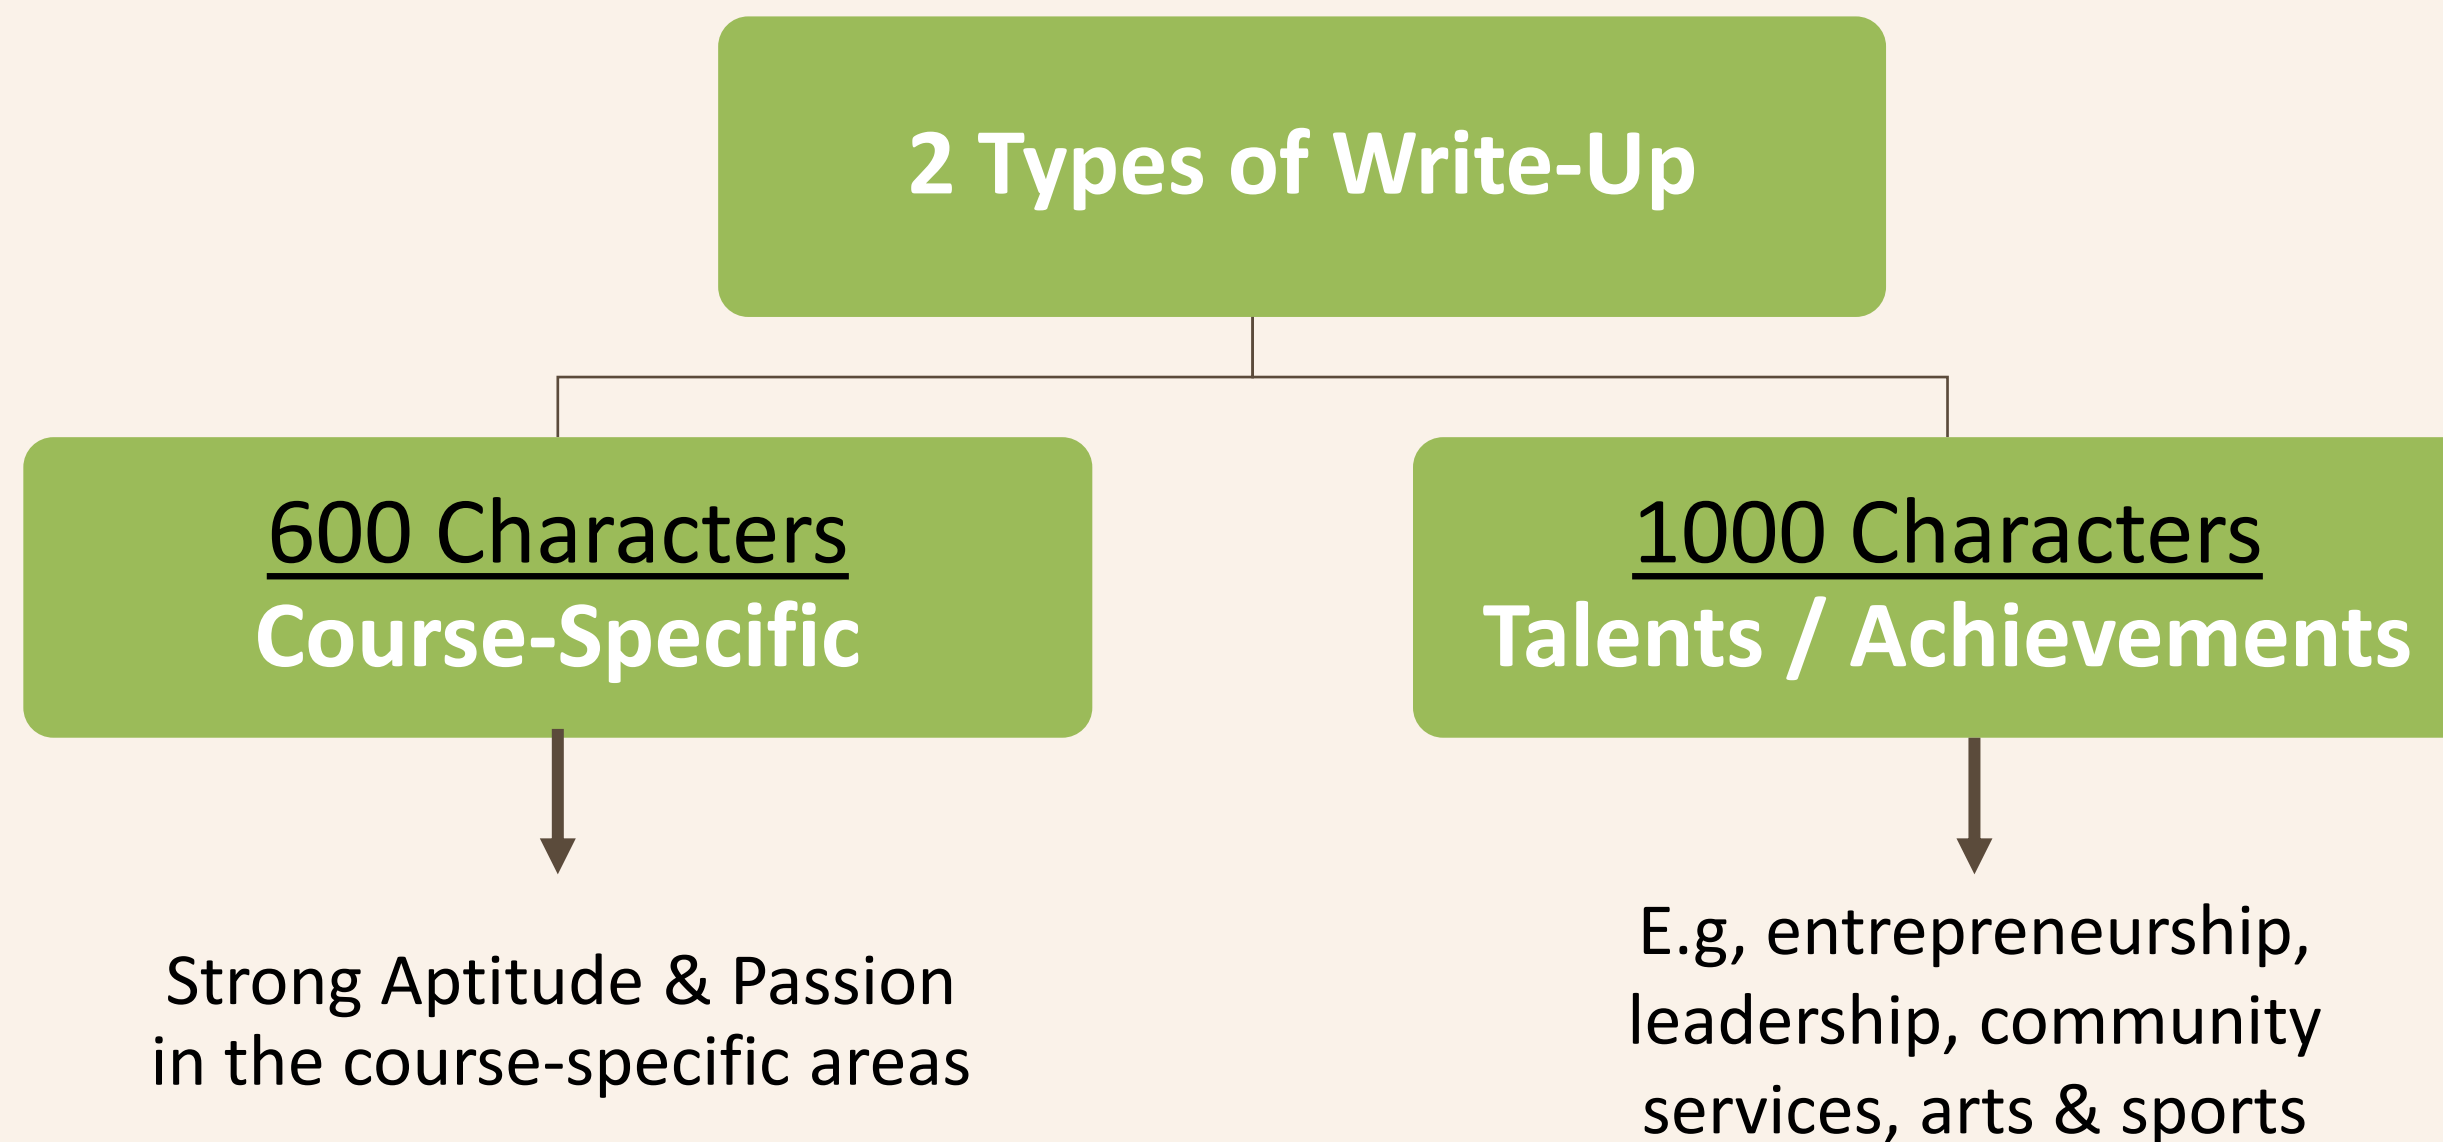 2 Types of Write-Up
600 Characters
Course-Specific
1000 Characters
Talents / Achievements
Strong Aptitude & Passion
in the course-specific areas
E.g, entrepreneurship,
leadership, community
services, arts & sports